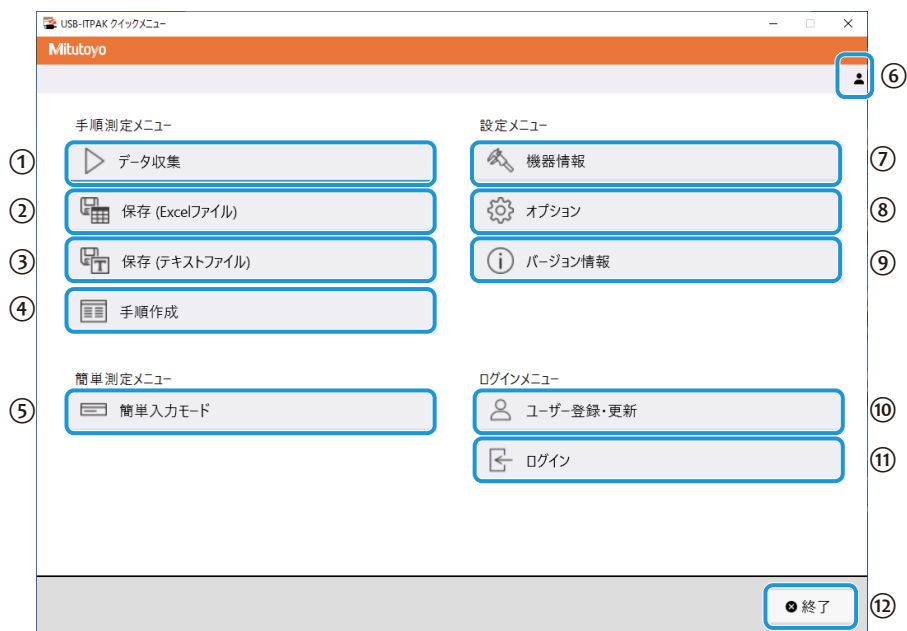 USB-ITPAK クイックメニュー
Mitutoyo
⑥
手順測定メニュー
① データ収集
② 保存 (Excelファイル)
③ 保存 (テキストファイル)
④ 手順作成
簡単測定メニュー
⑤ 簡単入力モード
設定メニュー
機器情報 ⑦
オプション ⑧
バージョン情報 ⑨
ログインメニュー
ユーザー登録・更新 ⑩
ログイン ⑪
終了 ⑫